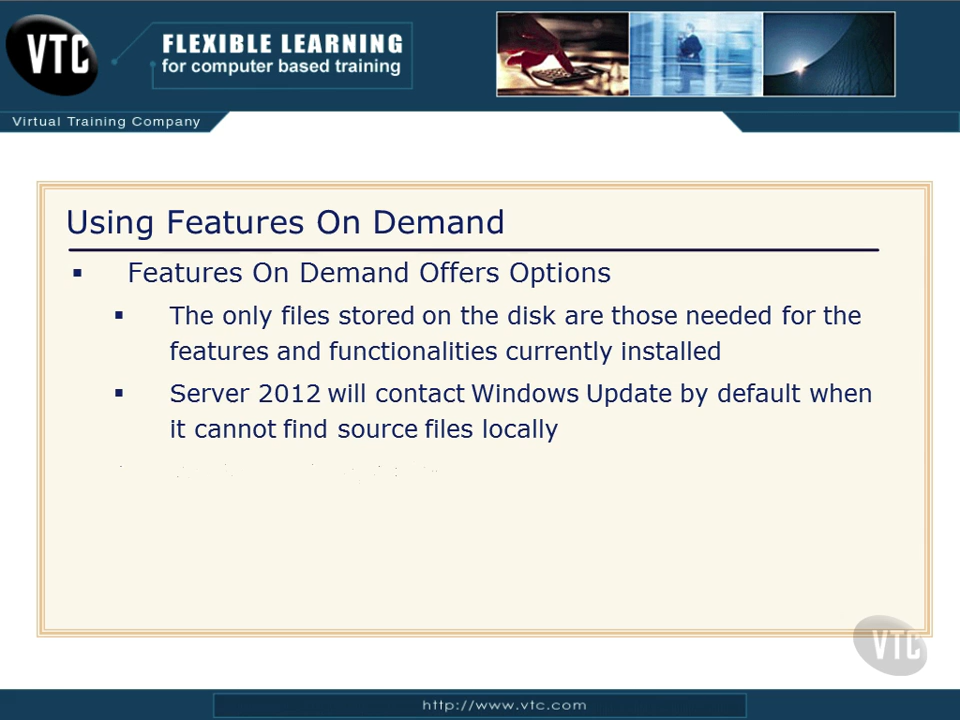 VTC
FLEXIBLE LEARNING
for computer based training
Virtual Training Company
Using Features On Demand
▪ Features On Demand Offers Options
▪ The only files stored on the disk are those needed for the
features and functionalities currently installed
▪ Server 2012 will contact Windows Update by default when
it cannot find source files locally
VTC
http://www.vtc.com